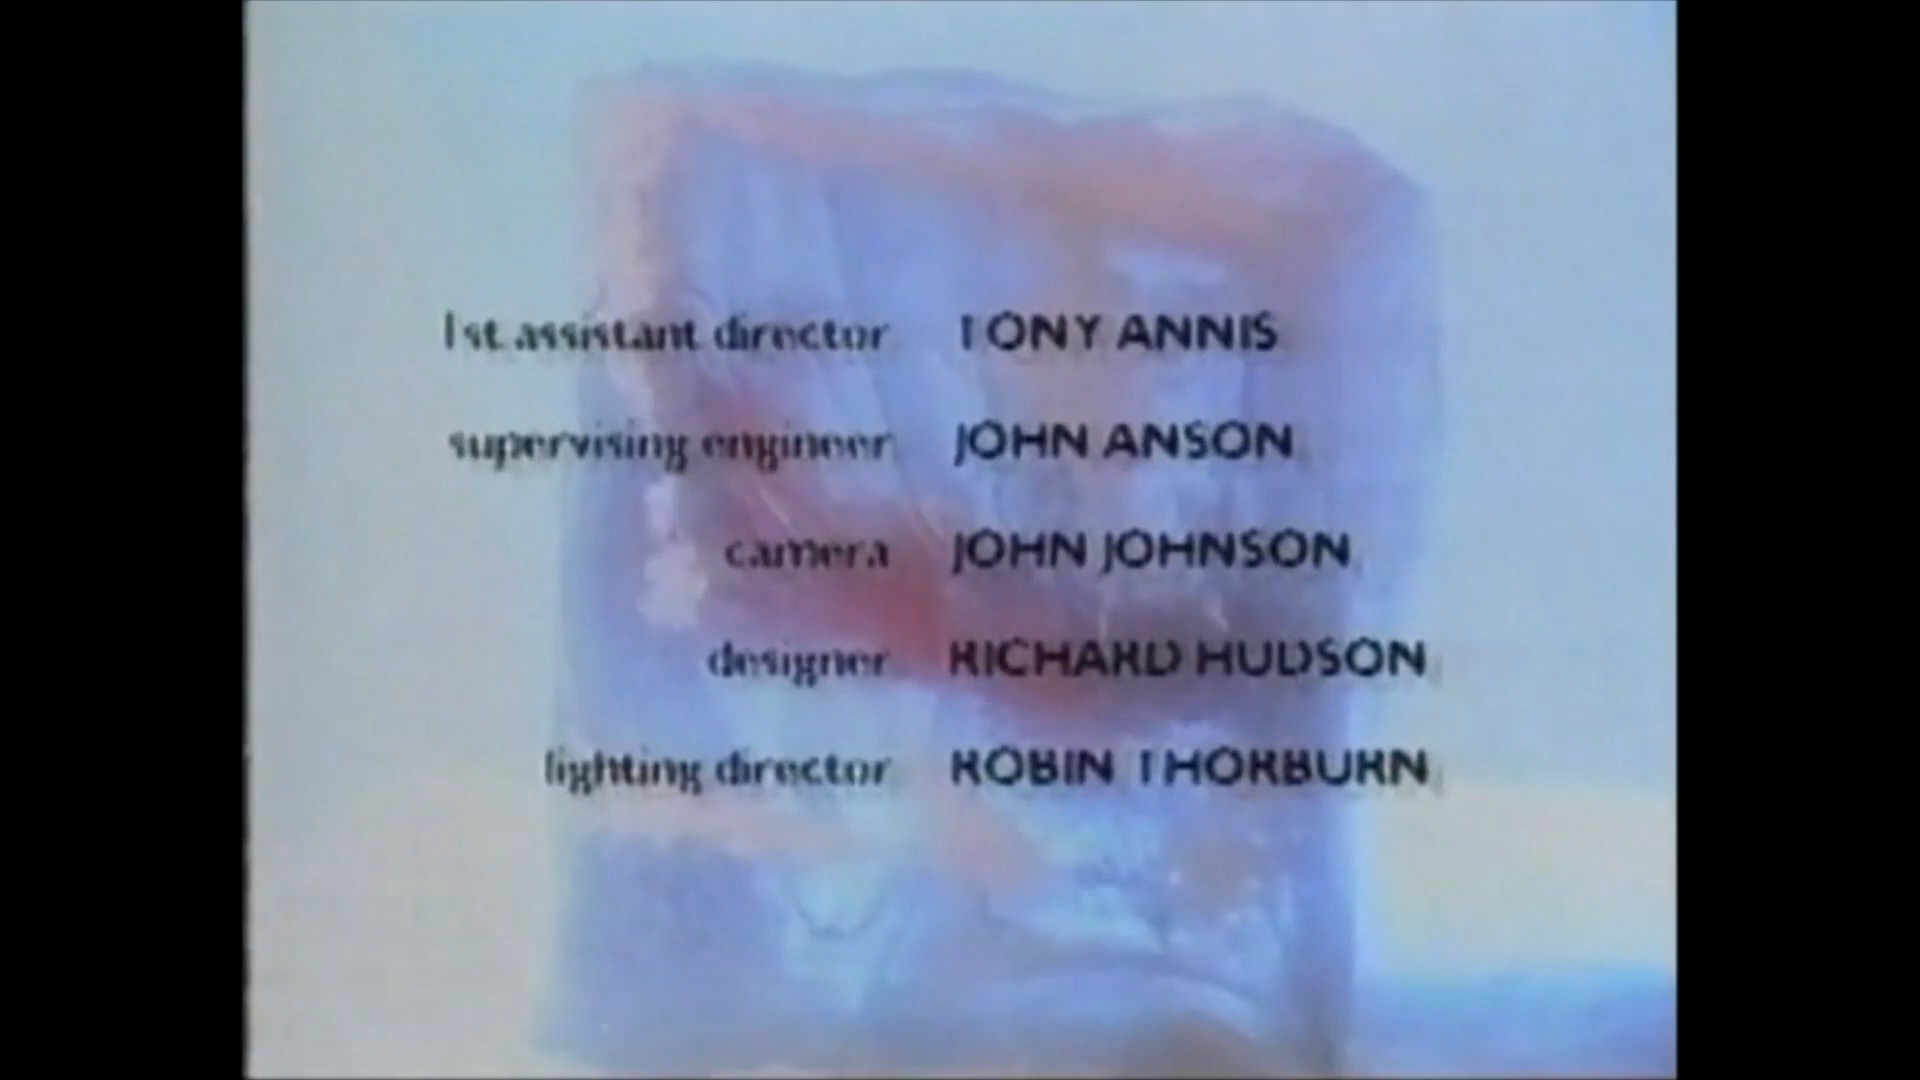 1st assistant director TONY ANNIS
supervising engineer JOHN ANSON
camera JOHN JOHNSON
designer RICHARD HUDSON
lighting director ROBIN THORBURN